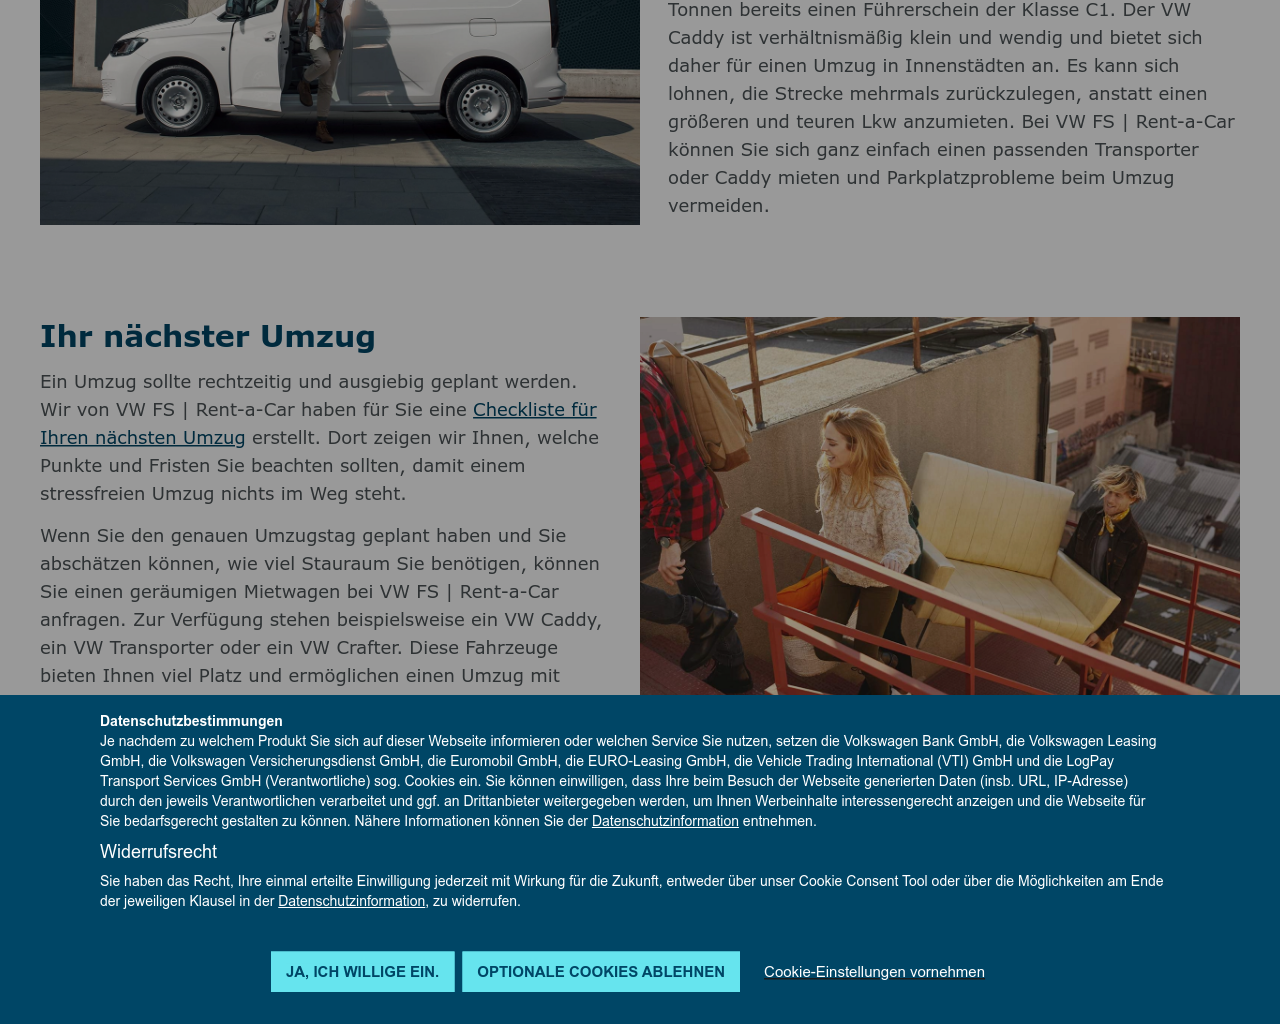 Tonnen bereits einen Führerschein der Klasse C1. Der VW
Caddy ist verhältnismäßig klein und wendig und bietet sich
daher für einen Umzug in Innenstädten an. Es kann sich
lohnen, die Strecke mehrmals zurückzulegen, anstatt einen
größeren und teuren Lkw anzumieten. Bei VW FS | Rent-a-Car
können Sie sich ganz einfach einen passenden Transporter
oder Caddy mieten und Parkplatzprobleme beim Umzug
vermeiden.
Ihr nächster Umzug
Ein Umzug sollte rechtzeitig und ausgiebig geplant werden.
Wir von VW FS | Rent-a-Car haben für Sie eine Checkliste für
Ihren nächsten Umzug erstellt. Dort zeigen wir Ihnen, welche
Punkte und Fristen Sie beachten sollten, damit einem
stressfreien Umzug nichts im Weg steht.
Wenn Sie den genauen Umzugstag geplant haben und Sie
abschätzen können, wie viel Stauraum Sie benötigen, können
Sie einen geräumigen Mietwagen bei VW FS | Rent-a-Car
anfragen. Zur Verfügung stehen beispielsweise ein VW Caddy,
ein VW Transporter oder ein VW Crafter. Diese Fahrzeuge
bieten Ihnen viel Platz und ermöglichen einen Umzug mit
Datenschutzbestimmungen
Je nachdem zu welchem Produkt Sie sich auf dieser Webseite informieren oder welchen Service Sie nutzen, setzen die Volkswagen Bank GmbH, die Volkswagen Leasing
GmbH, die Volkswagen Versicherungsdienst GmbH, die Euromobil GmbH, die EURO-Leasing GmbH, die Vehicle Trading International (VTI) GmbH und die LogPay
Transport Services GmbH (Verantwortliche) sog. Cookies ein. Sie können einwilligen, dass Ihre beim Besuch der Webseite generierten Daten (insb. URL, IP-Adresse)
durch den jeweils Verantwortlichen verarbeitet und ggf. an Drittanbieter weitergegeben werden, um Ihnen Werbeinhalte interessengerecht anzeigen und die Webseite für
Sie bedarfsgerecht gestalten zu können. Nähere Informationen können Sie der Datenschutzinformation entnehmen.
Widerrufsrecht
Sie haben das Recht, Ihre einmal erteilte Einwilligung jederzeit mit Wirkung für die Zukunft, entweder über unser Cookie Consent Tool oder über die Möglichkeiten am Ende
der jeweiligen Klausel in der Datenschutzinformation, zu widerrufen.
JA, ICH WILLIGE EIN.
OPTIONALE COOKIES ABLEHNEN
Cookie-Einstellungen vornehmen